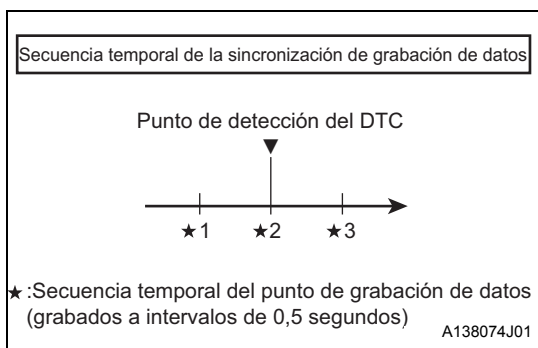 Secuencia temporal de la sincronización de grabación de datos
Punto de detección del DTC
★1 ★2 ★3
★:Secuencia temporal del punto de grabación de datos
(grabados a intervalos de 0,5 segundos)
A138074J01